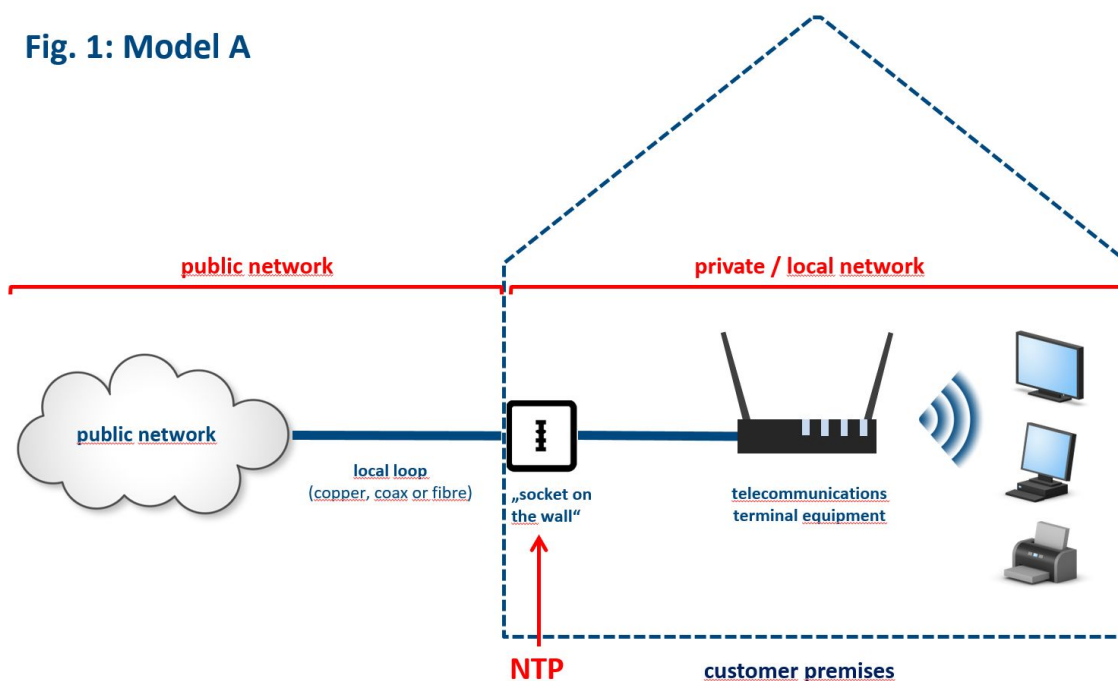 Fig. 1: Model A
public network
private / local network
public network
local loop
(copper, coax or fibre)
„socket on
the wall“
telecommunications
terminal equipment
NTP
customer premises